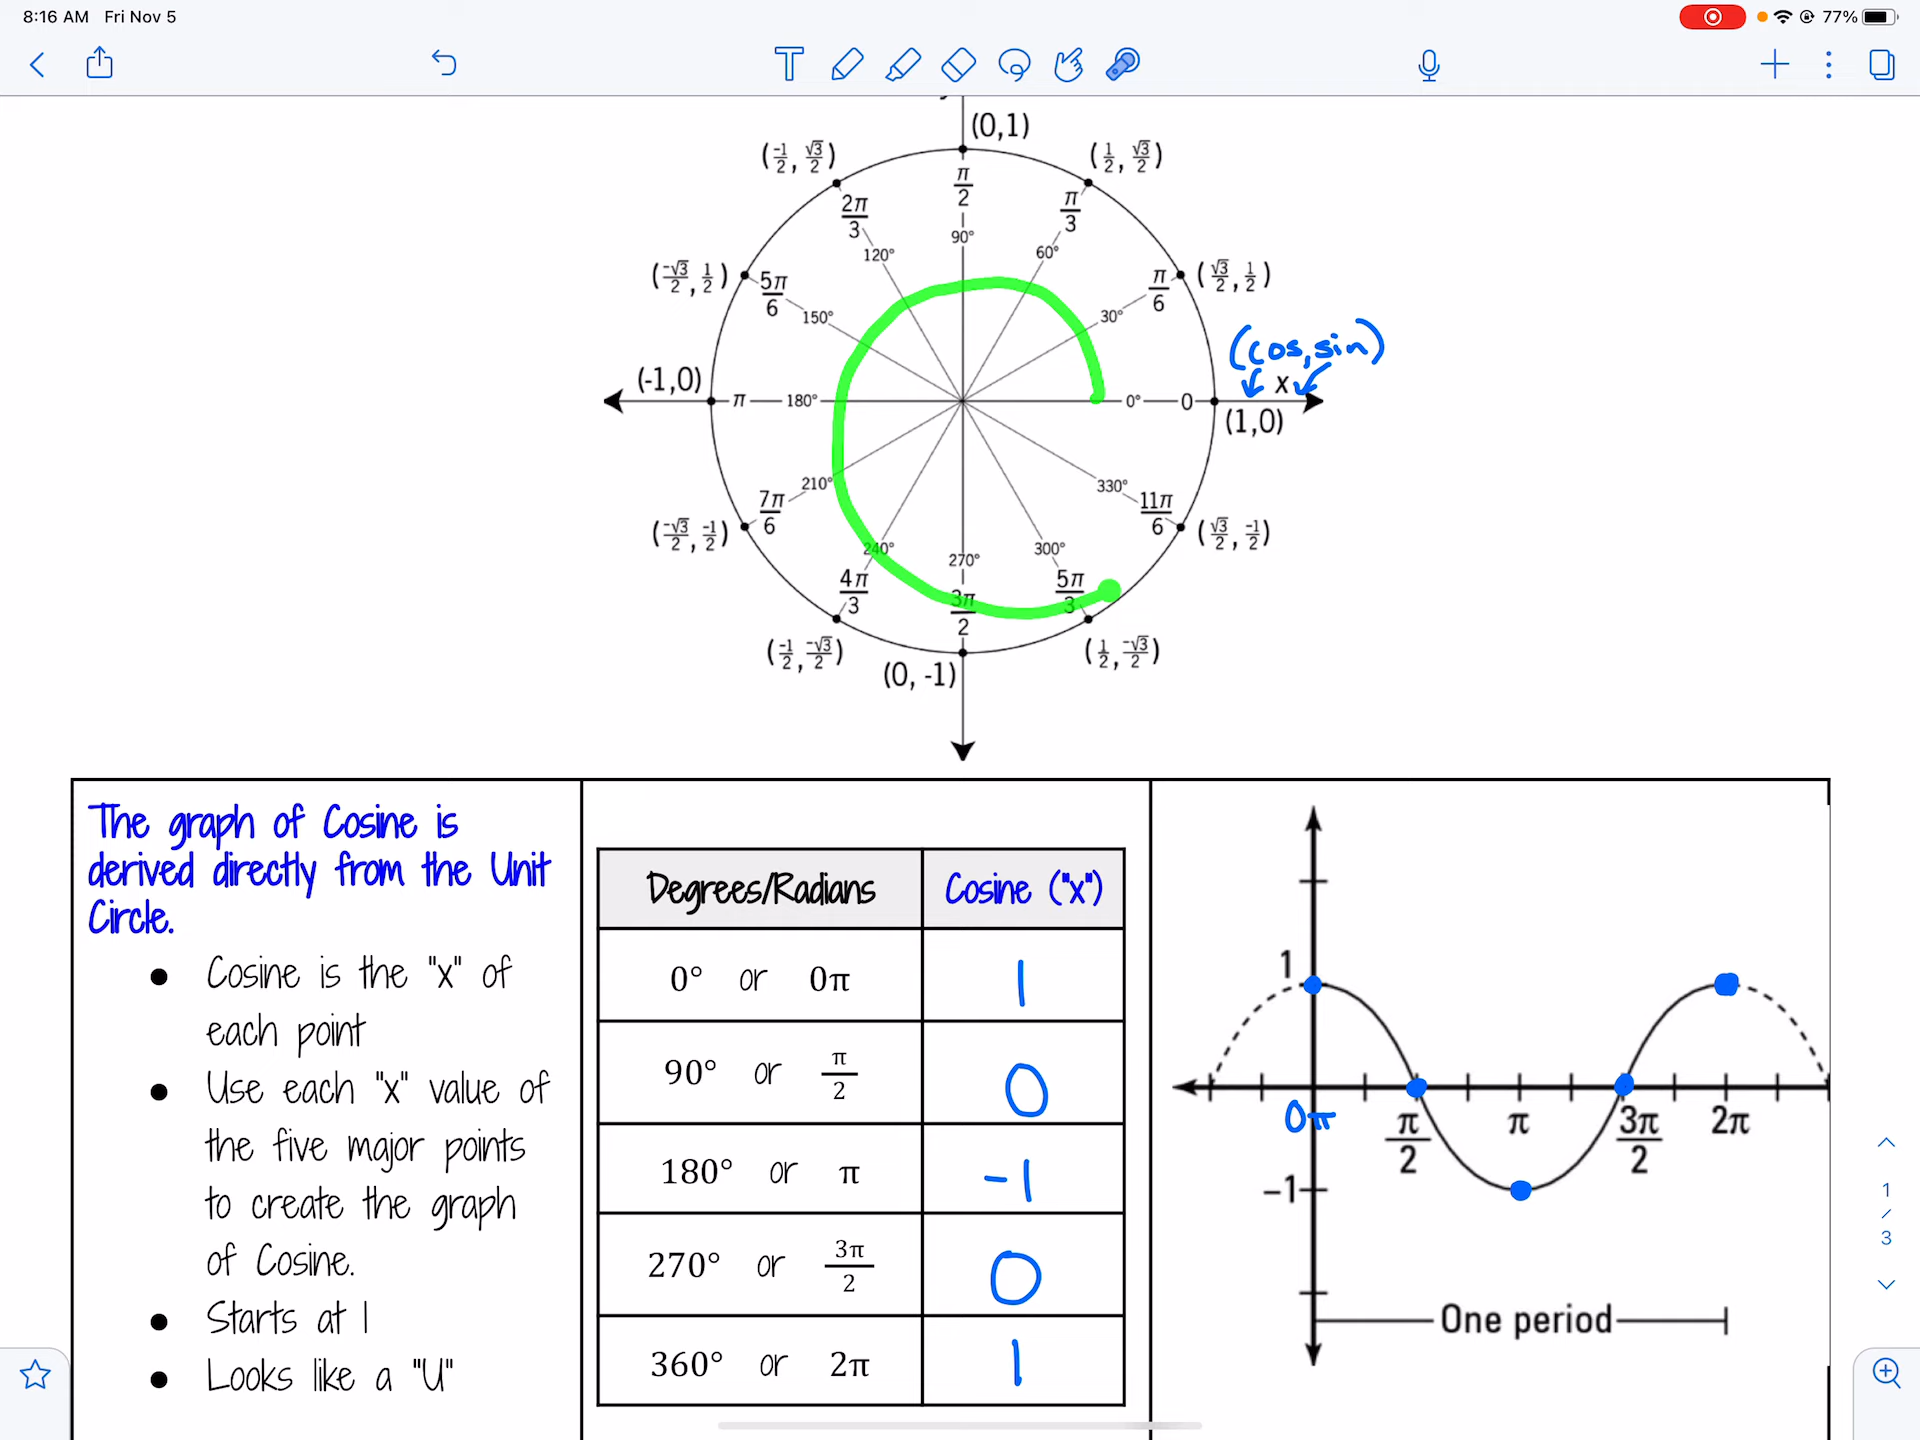 8:16 AM Fri Nov 5
77%
(0,1)
(-1/2, √3/2)
(1/2, √3/2)
π/2
2π/3
π/3
90°
120°
60°
(-√3/2, 1/2)
5π/6
π/6
(√3/2, 1/2)
150°
30°
(cos, sin)
(-1,0)
π
180°
0°
0
x
(1,0)
210°
330°
7π/6
11π/6
(-√3/2, -1/2)
(√3/2, -1/2)
240°
270°
300°
4π/3
3π/2
5π/3
(-1/2, -√3/2)
(0, -1)
(1/2, -√3/2)
The graph of Cosine is
derived directly from the Unit
Circle.
● Cosine is the "x" of
each point
● Use each "x" value of
the five major points
to create the graph
of Cosine.
● Starts at 1
● Looks like a "U"
Degrees/Radians Cosine ("x")
0° or 0π 1
90° or π/2 0
180° or π -1
270° or 3π/2 0
360° or 2π 1
1
0π π/2 π 3π/2 2π
-1
One period
1
/
3